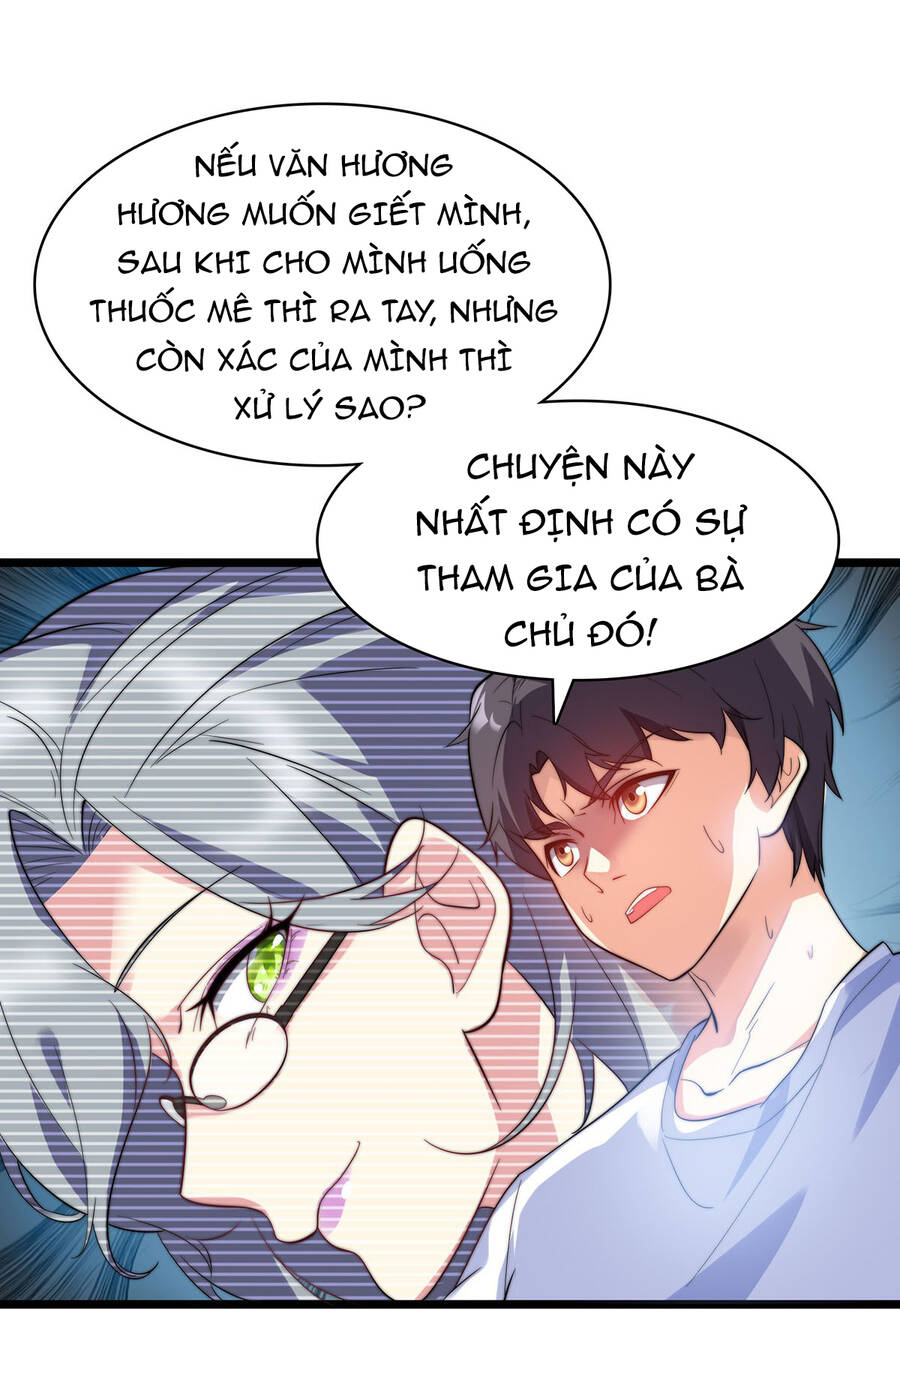 NẾU VĂN HƯƠNG
HƯƠNG MUỐN GIẾT MÌNH,
SAU KHI CHO MÌNH UỐNG
THUỐC MÊ THÌ RA TAY, NHƯNG
CÒN XÁC CỦA MÌNH THÌ
XỬ LÝ SAO?
CHUYỆN NÀY
NHẤT ĐỊNH CÓ SỰ
THAM GIA CỦA BÀ
CHỦ ĐÓ!